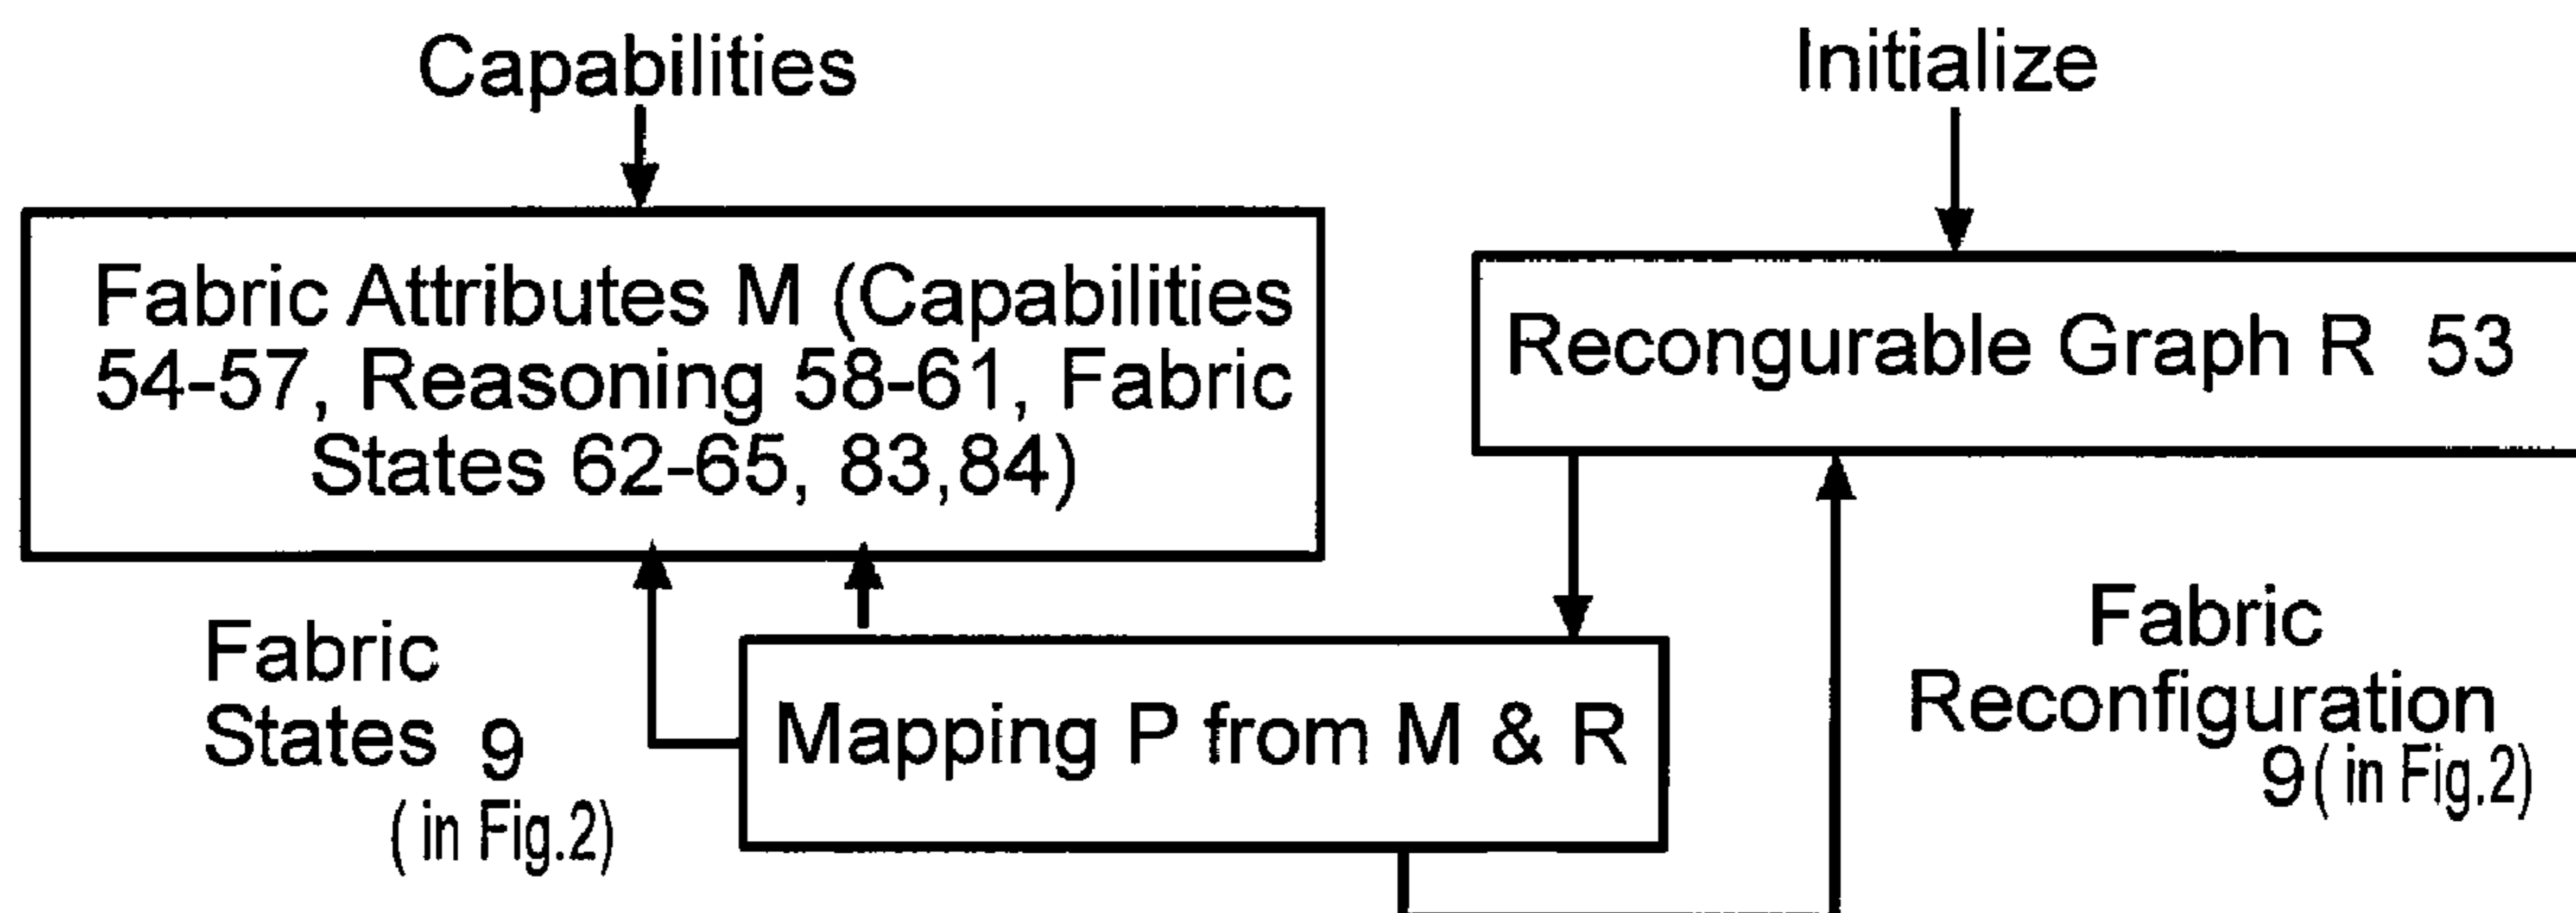 Capabilities
Initialize
Fabric Attributes M (Capabilities
54-57, Reasoning 58-61, Fabric
States 62-65, 83,84)
Recongurable Graph R 53
Fabric
States 9
( in Fig.2)
Mapping P from M & R
Fabric
Reconfiguration
9( in Fig.2)